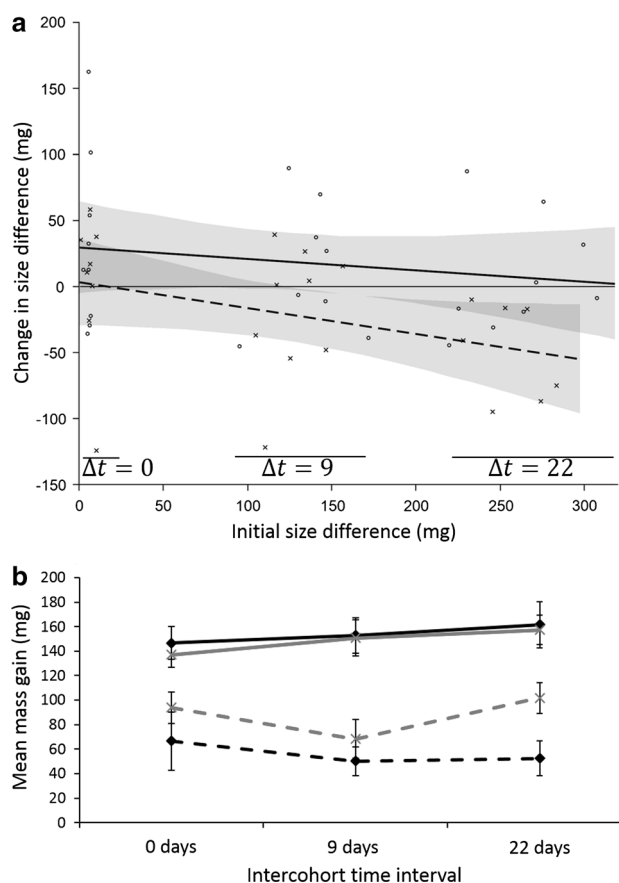 a
Change in size difference (mg)
200
150
100
50
0
-50
-100
-150
Δt = 0
Δt = 9
Δt = 22
0 50 100 150 200 250 300
Initial size difference (mg)
b
Mean mass gain (mg)
200
180
160
140
120
100
80
60
40
20
0
0 days 9 days 22 days
Intercohort time interval